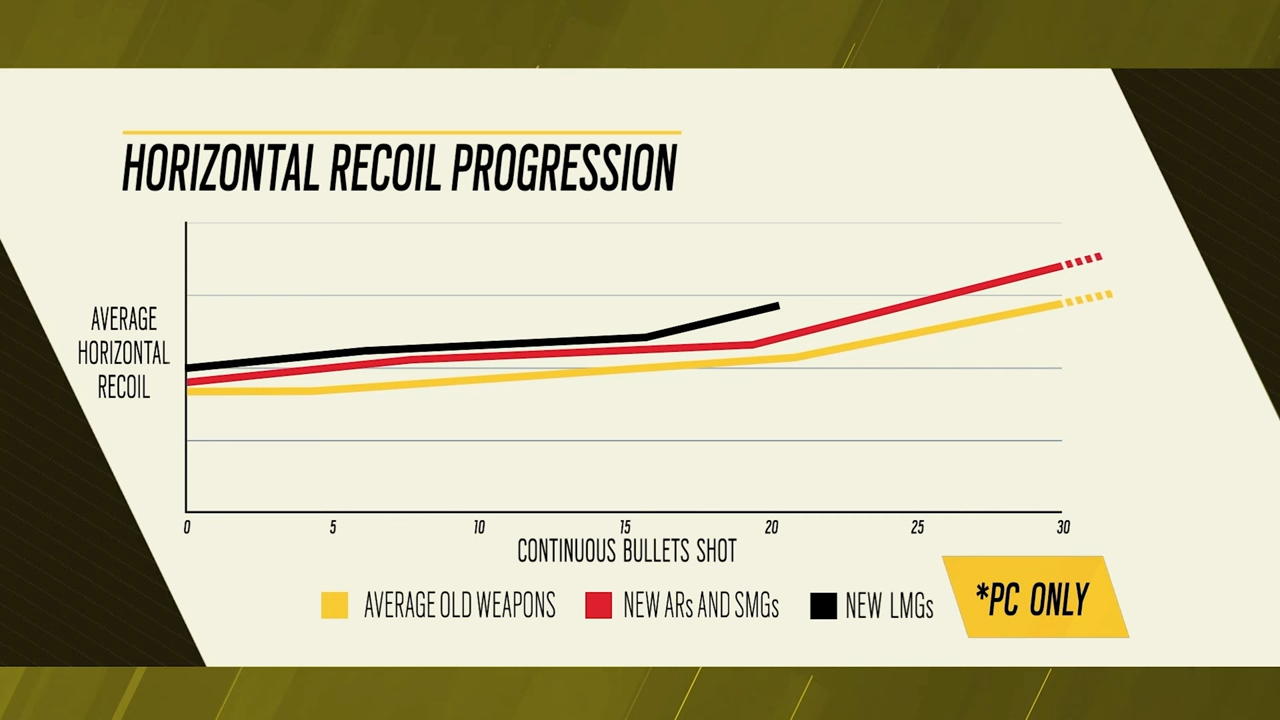 HORIZONTAL RECOIL PROGRESSION
AVERAGE
HORIZONTAL
RECOIL
0 5 10 15 20 25 30
CONTINUOUS BULLETS SHOT
AVERAGE OLD WEAPONS NEW ARs AND SMGs NEW LMGs
*PC ONLY